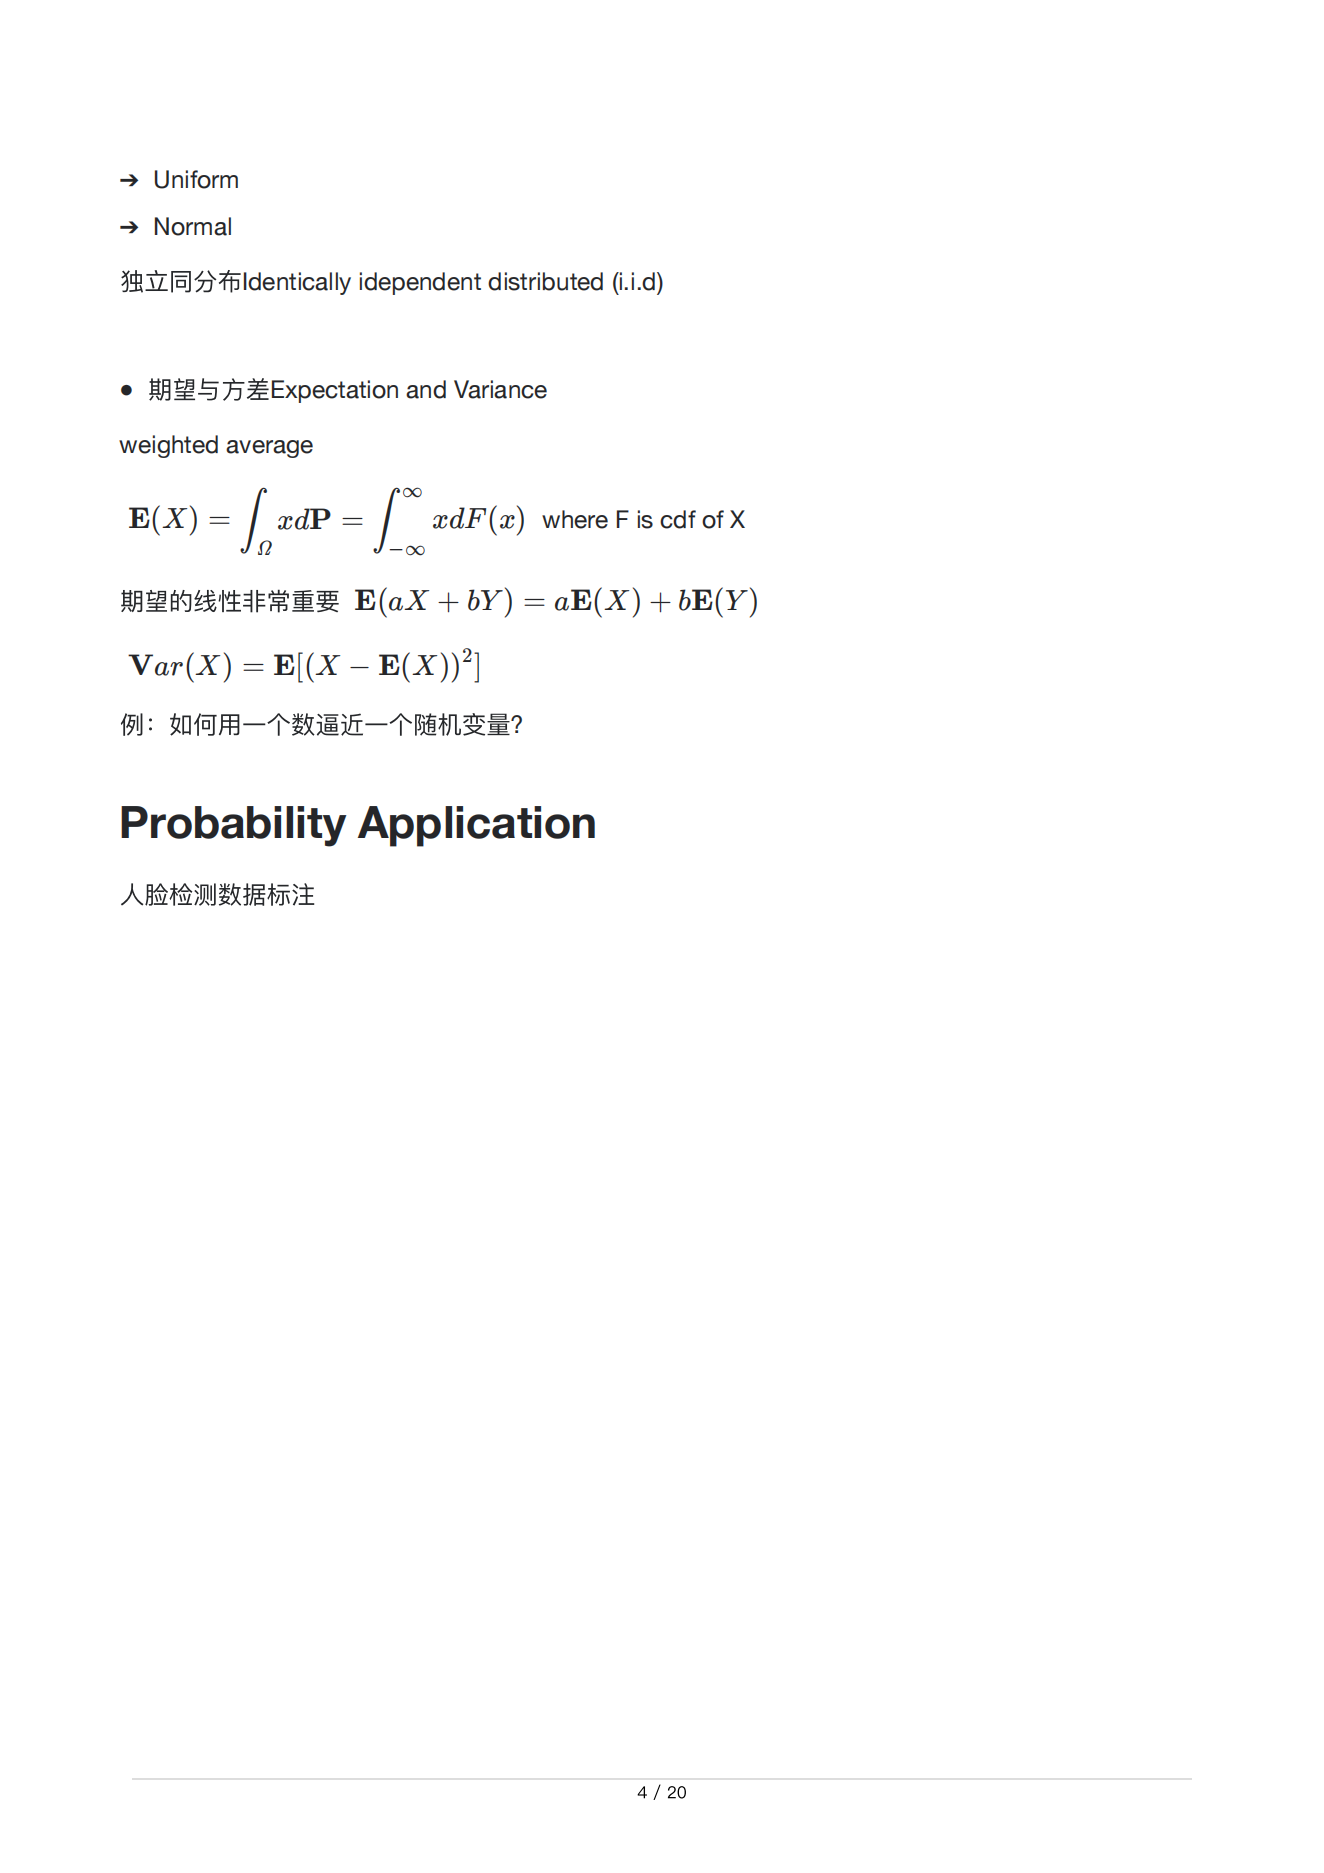 ➔ Uniform
➔ Normal
独立同分布Identically idependent distributed (i.i.d)
● 期望与方差Expectation and Variance
weighted average
$\mathbf{E}(X) = \int_{\Omega} x d\mathbf{P} = \int_{-\infty}^{\infty} x dF(x)$ where F is cdf of X
期望的线性非常重要 $\mathbf{E}(aX + bY) = a\mathbf{E}(X) + b\mathbf{E}(Y)$
$\mathbf{V}ar(X) = \mathbf{E}[(X - \mathbf{E}(X))^2]$
例：如何用一个数逼近一个随机变量?
Probability Application
人脸检测数据标注
4 / 20